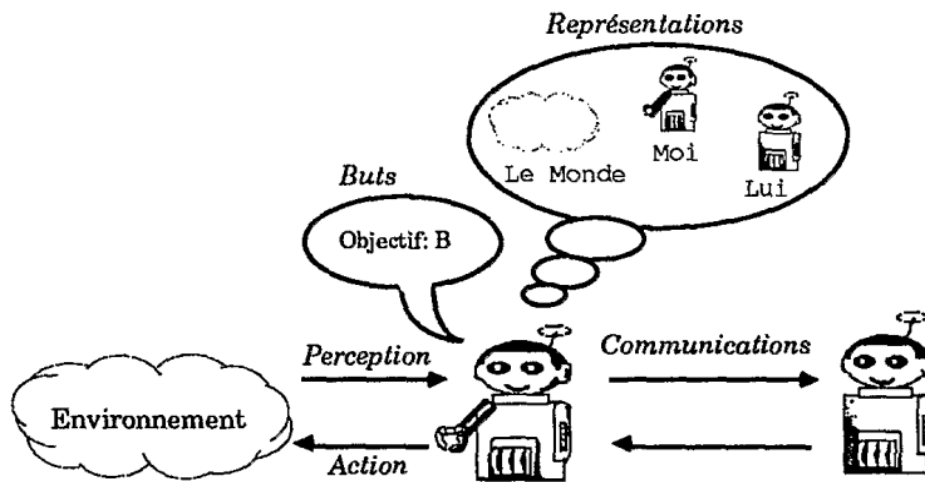 Représentations
Le Monde
Moi
Lui
Buts
Objectif: B
Perception
Communications
Environnement
Action